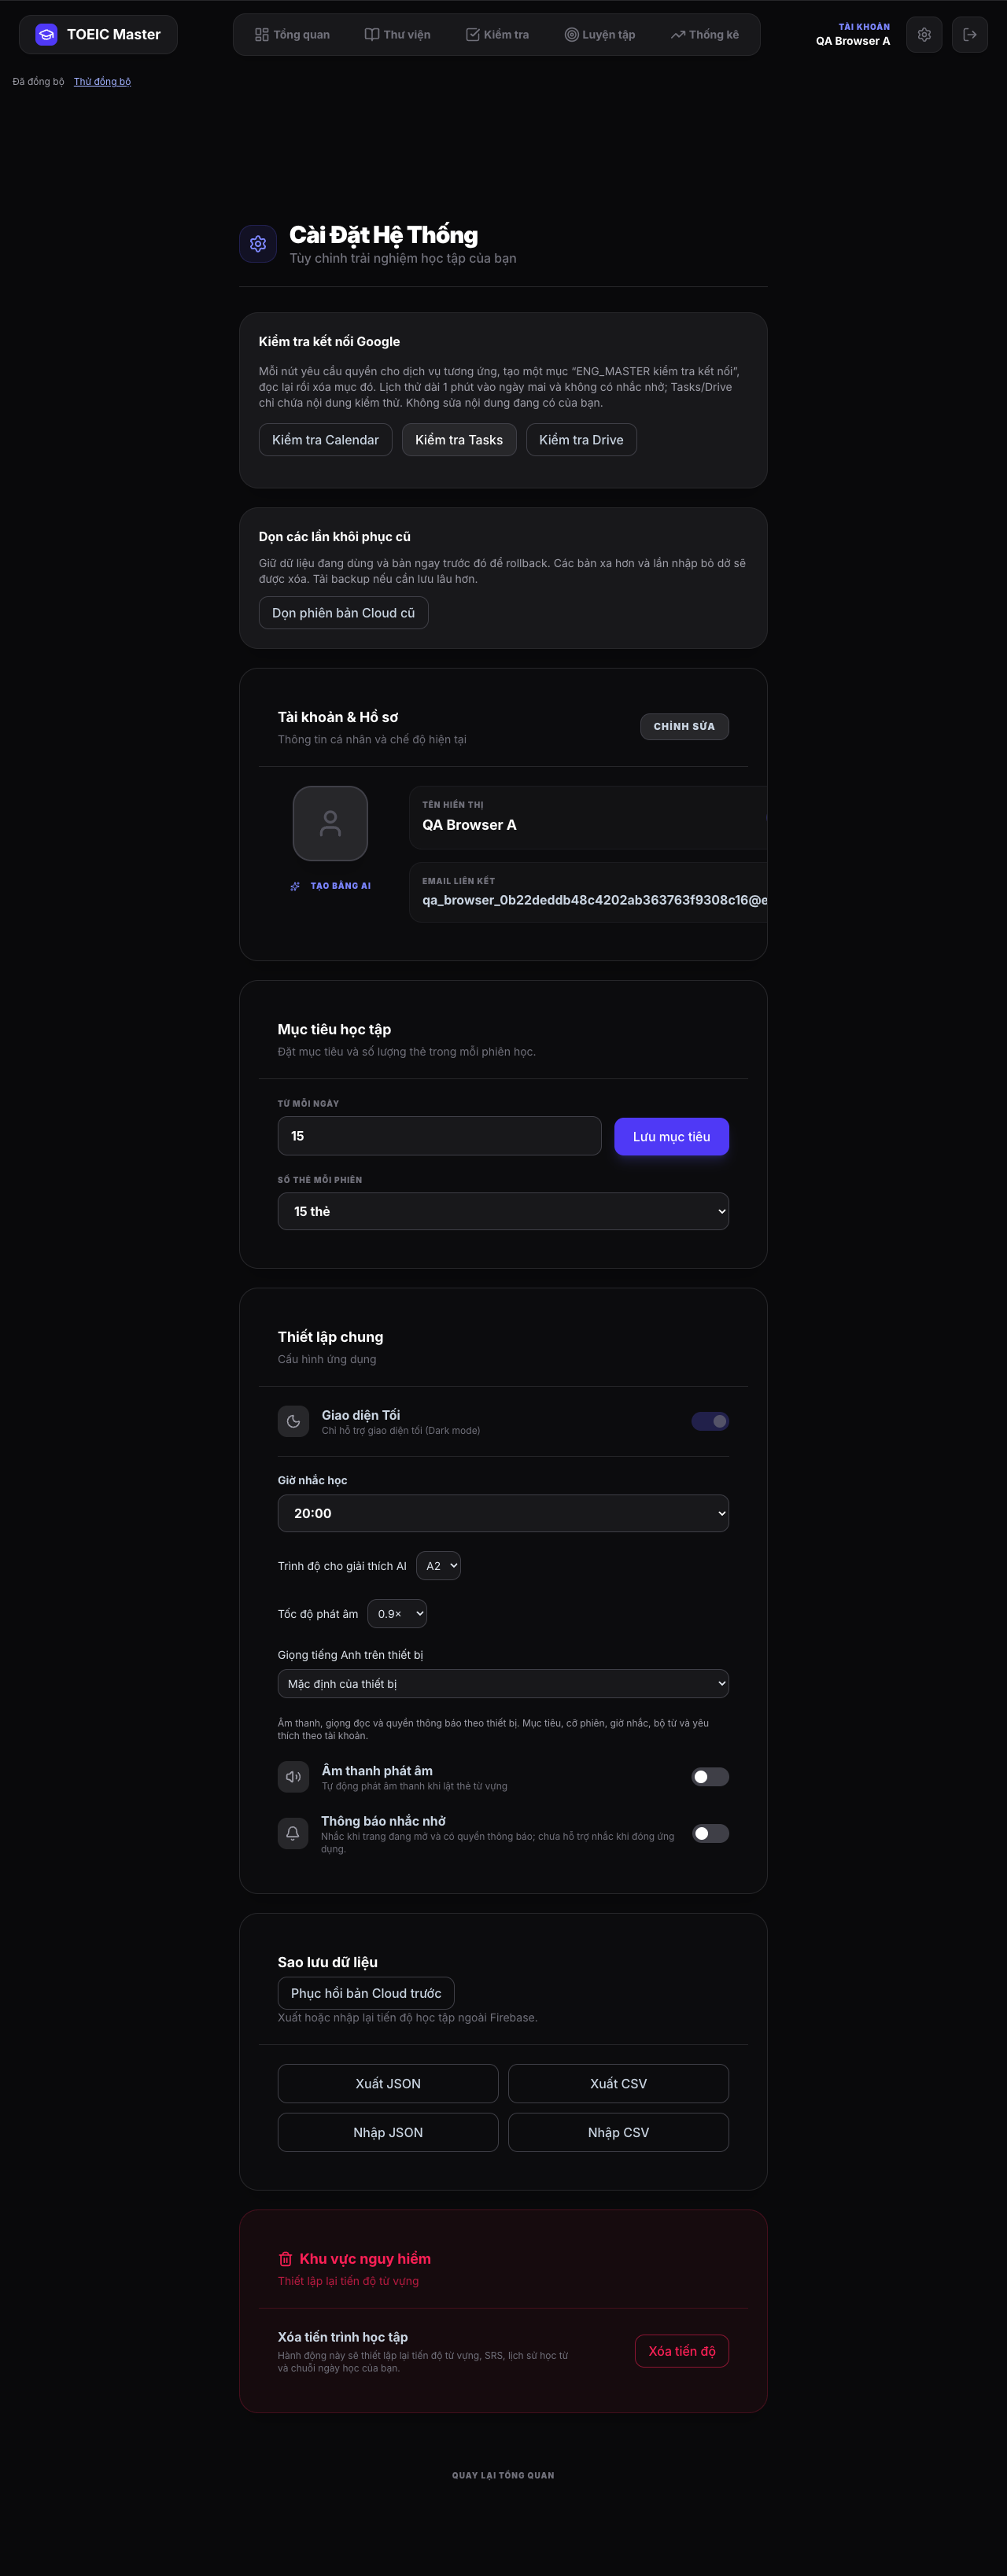 TOEIC Master
Tổng quan
Thư viện
Kiểm tra
Luyện tập
Thống kê
TÀI KHOẢN
QA Browser A
Đã đồng bộ Thử đồng bộ
Cài Đặt Hệ Thống
Tùy chỉnh trải nghiệm học tập của bạn
Kiểm tra kết nối Google
Mỗi nút yêu cầu quyền cho dịch vụ tương ứng, tạo một mục “ENG_MASTER kiểm tra kết nối”,
đọc lại rồi xóa mục đó. Lịch thử dài 1 phút vào ngày mai và không có nhắc nhở; Tasks/Drive
chỉ chứa nội dung kiểm thử. Không sửa nội dung đang có của bạn.
Kiểm tra Calendar
Kiểm tra Tasks
Kiểm tra Drive
Dọn các lần khôi phục cũ
Giữ dữ liệu đang dùng và bản ngay trước đó để rollback. Các bản xa hơn và lần nhập bỏ dở sẽ
được xóa. Tải backup nếu cần lưu lâu hơn.
Dọn phiên bản Cloud cũ
Tài khoản & Hồ sơ
Thông tin cá nhân và chế độ hiện tại
CHỈNH SỬA
TÊN HIỂN THỊ
QA Browser A
TẠO BẰNG AI
EMAIL LIÊN KẾT
qa_browser_0b22deddb48c4202ab363763f9308c16@e
Mục tiêu học tập
Đặt mục tiêu và số lượng thẻ trong mỗi phiên học.
TỪ MỖI NGÀY
15
Lưu mục tiêu
SỐ THẺ MỖI PHIÊN
15 thẻ
Thiết lập chung
Cấu hình ứng dụng
Giao diện Tối
Chỉ hỗ trợ giao diện tối (Dark mode)
Giờ nhắc học
20:00
Trình độ cho giải thích AI A2
Tốc độ phát âm 0.9×
Giọng tiếng Anh trên thiết bị
Mặc định của thiết bị
Âm thanh, giọng đọc và quyền thông báo theo thiết bị. Mục tiêu, cỡ phiên, giờ nhắc, bộ từ và yêu
thích theo tài khoản.
Âm thanh phát âm
Tự động phát âm thanh khi lật thẻ từ vựng
Thông báo nhắc nhở
Nhắc khi trang đang mở và có quyền thông báo; chưa hỗ trợ nhắc khi đóng ứng
dụng.
Sao lưu dữ liệu
Phục hồi bản Cloud trước
Xuất hoặc nhập lại tiến độ học tập ngoài Firebase.
Xuất JSON
Xuất CSV
Nhập JSON
Nhập CSV
Khu vực nguy hiểm
Thiết lập lại tiến độ từ vựng
Xóa tiến trình học tập
Hành động này sẽ thiết lập lại tiến độ từ vựng, SRS, lịch sử học từ
và chuỗi ngày học của bạn.
Xóa tiến độ
QUAY LẠI TỔNG QUAN